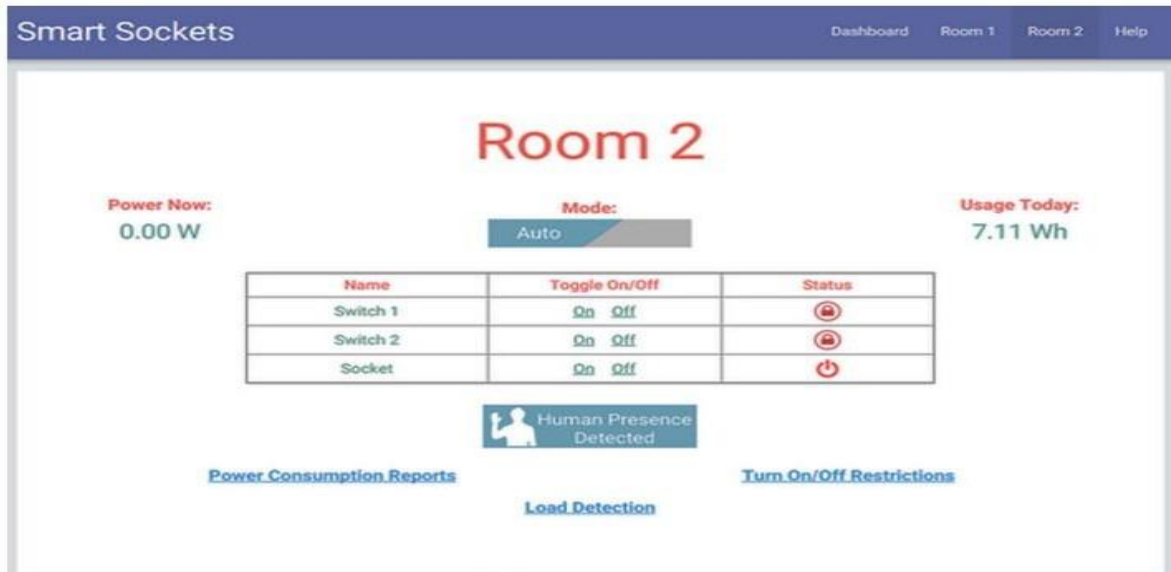 Smart Sockets
Dashboard Room 1 Room 2 Help
Room 2
Power Now:
0.00 W
Mode:
Auto
Usage Today:
7.11 Wh
Name Toggle On/Off Status
Switch 1 On Off
Switch 2 On Off
Socket On Off
Human Presence
Detected
Power Consumption Reports
Turn On/Off Restrictions
Load Detection